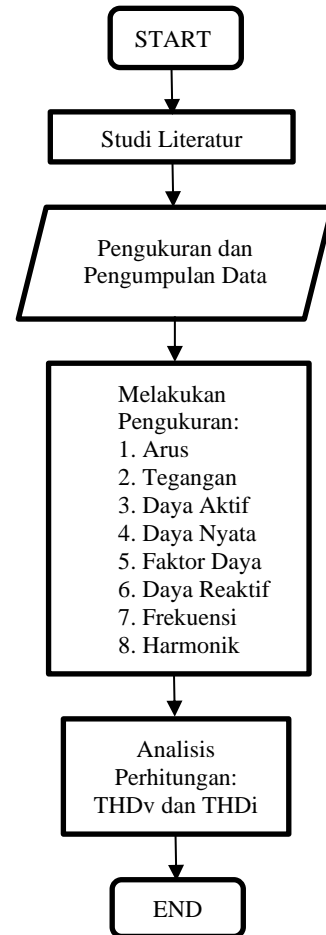 START
Studi Literatur
Pengukuran dan
Pengumpulan Data
Melakukan
Pengukuran:
1. Arus
2. Tegangan
3. Daya Aktif
4. Daya Nyata
5. Faktor Daya
6. Daya Reaktif
7. Frekuensi
8. Harmonik
Analisis
Perhitungan:
THDv dan THDi
END